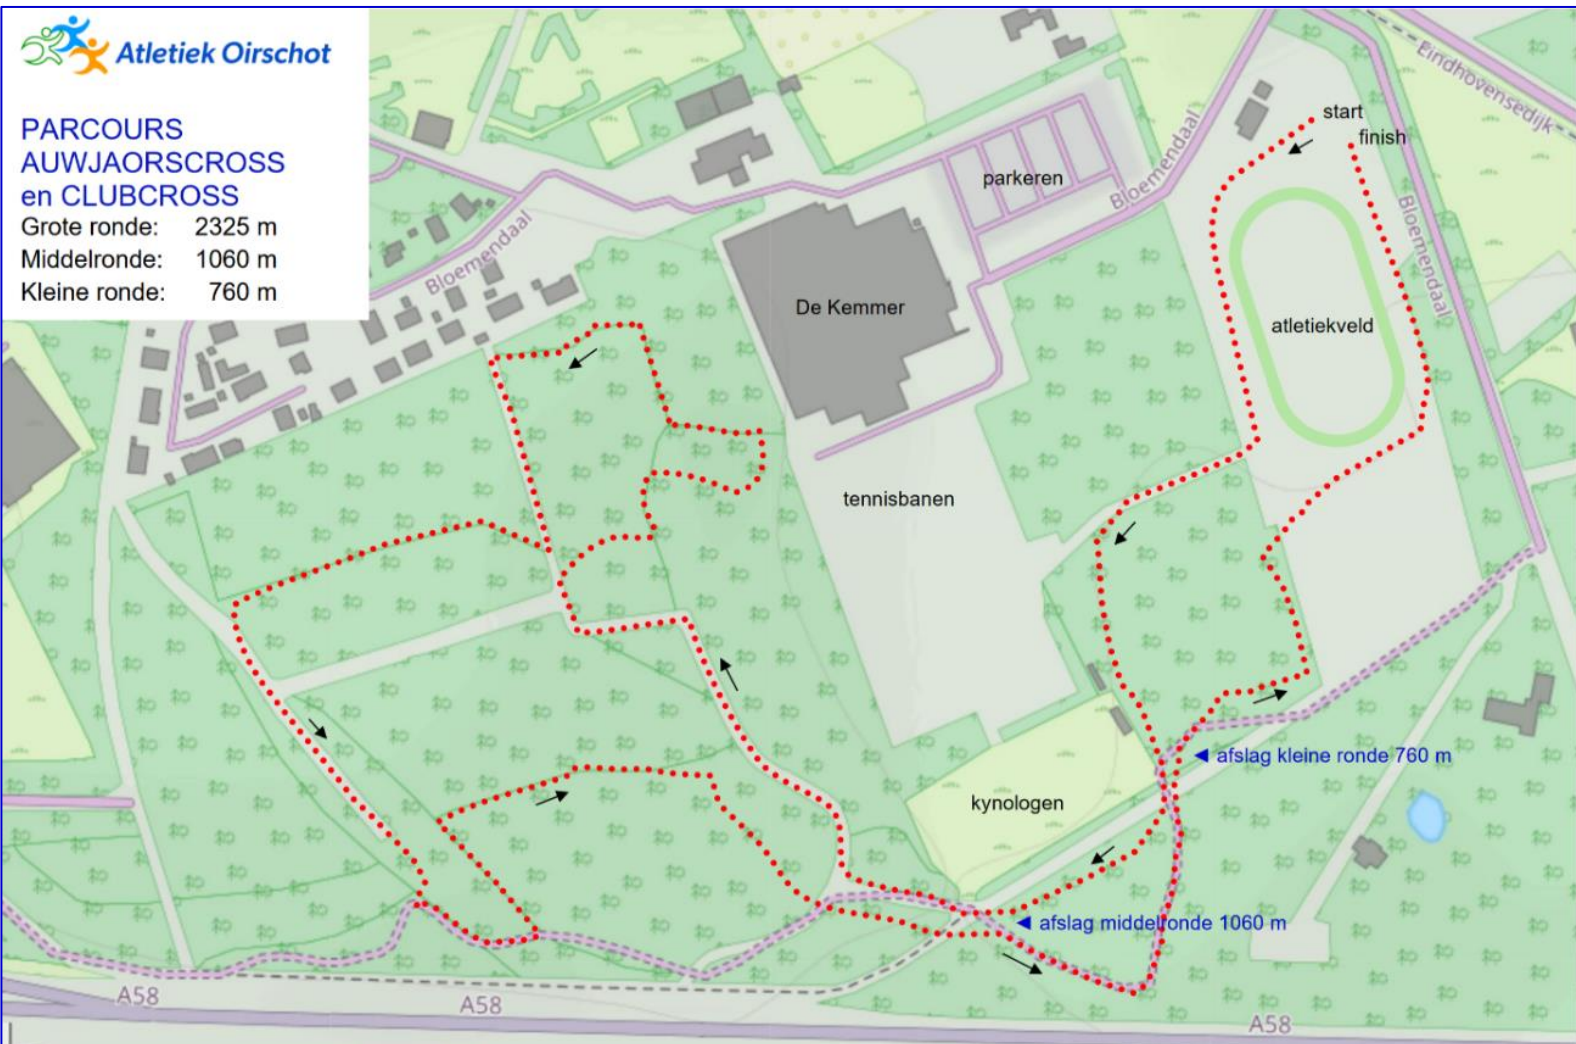 Atletiek Oirschot
PARCOURS
AUWJAORSCROSS
en CLUBCROSS
Grote ronde: 2325 m
Middelronde: 1060 m
Kleine ronde: 760 m
Eindhovensedijk
start
finish
parkeren
Bloemendaal
Bloemendaal
Bloemendaal
De Kemmer
atletiekveld
tennisbanen
afslag kleine ronde 760 m
kynologen
afslag middelronde 1060 m
A58
A58
A58